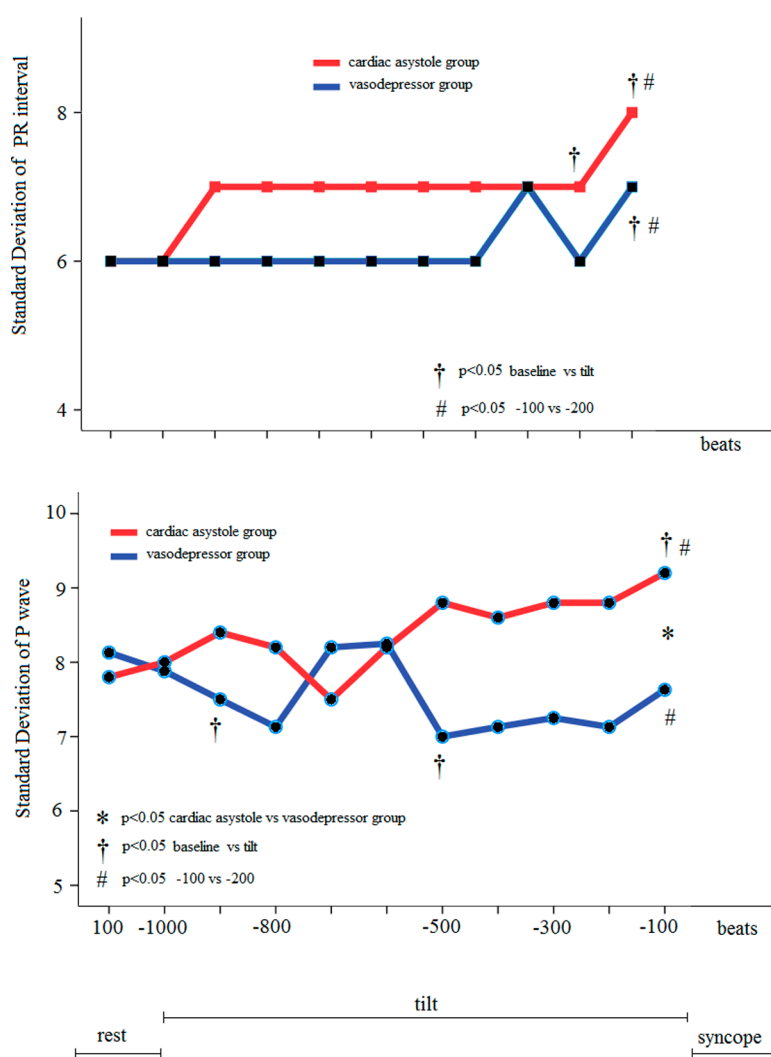 Standard Deviation of PR interval
cardiac asystole group
vasodepressor group
8
†#
†
6
†#
† p<0.05 baseline vs tilt
# p<0.05 -100 vs -200
4
beats
Standard Deviation of P wave
10
cardiac asystole group
vasodepressor group
†#
9
*
8
#
†
7
†
6
* p<0.05 cardiac asystole vs vasodepressor group
† p<0.05 baseline vs tilt
# p<0.05 -100 vs -200
5
100 -1000 -800 -500 -300 -100 beats
tilt
rest
syncope